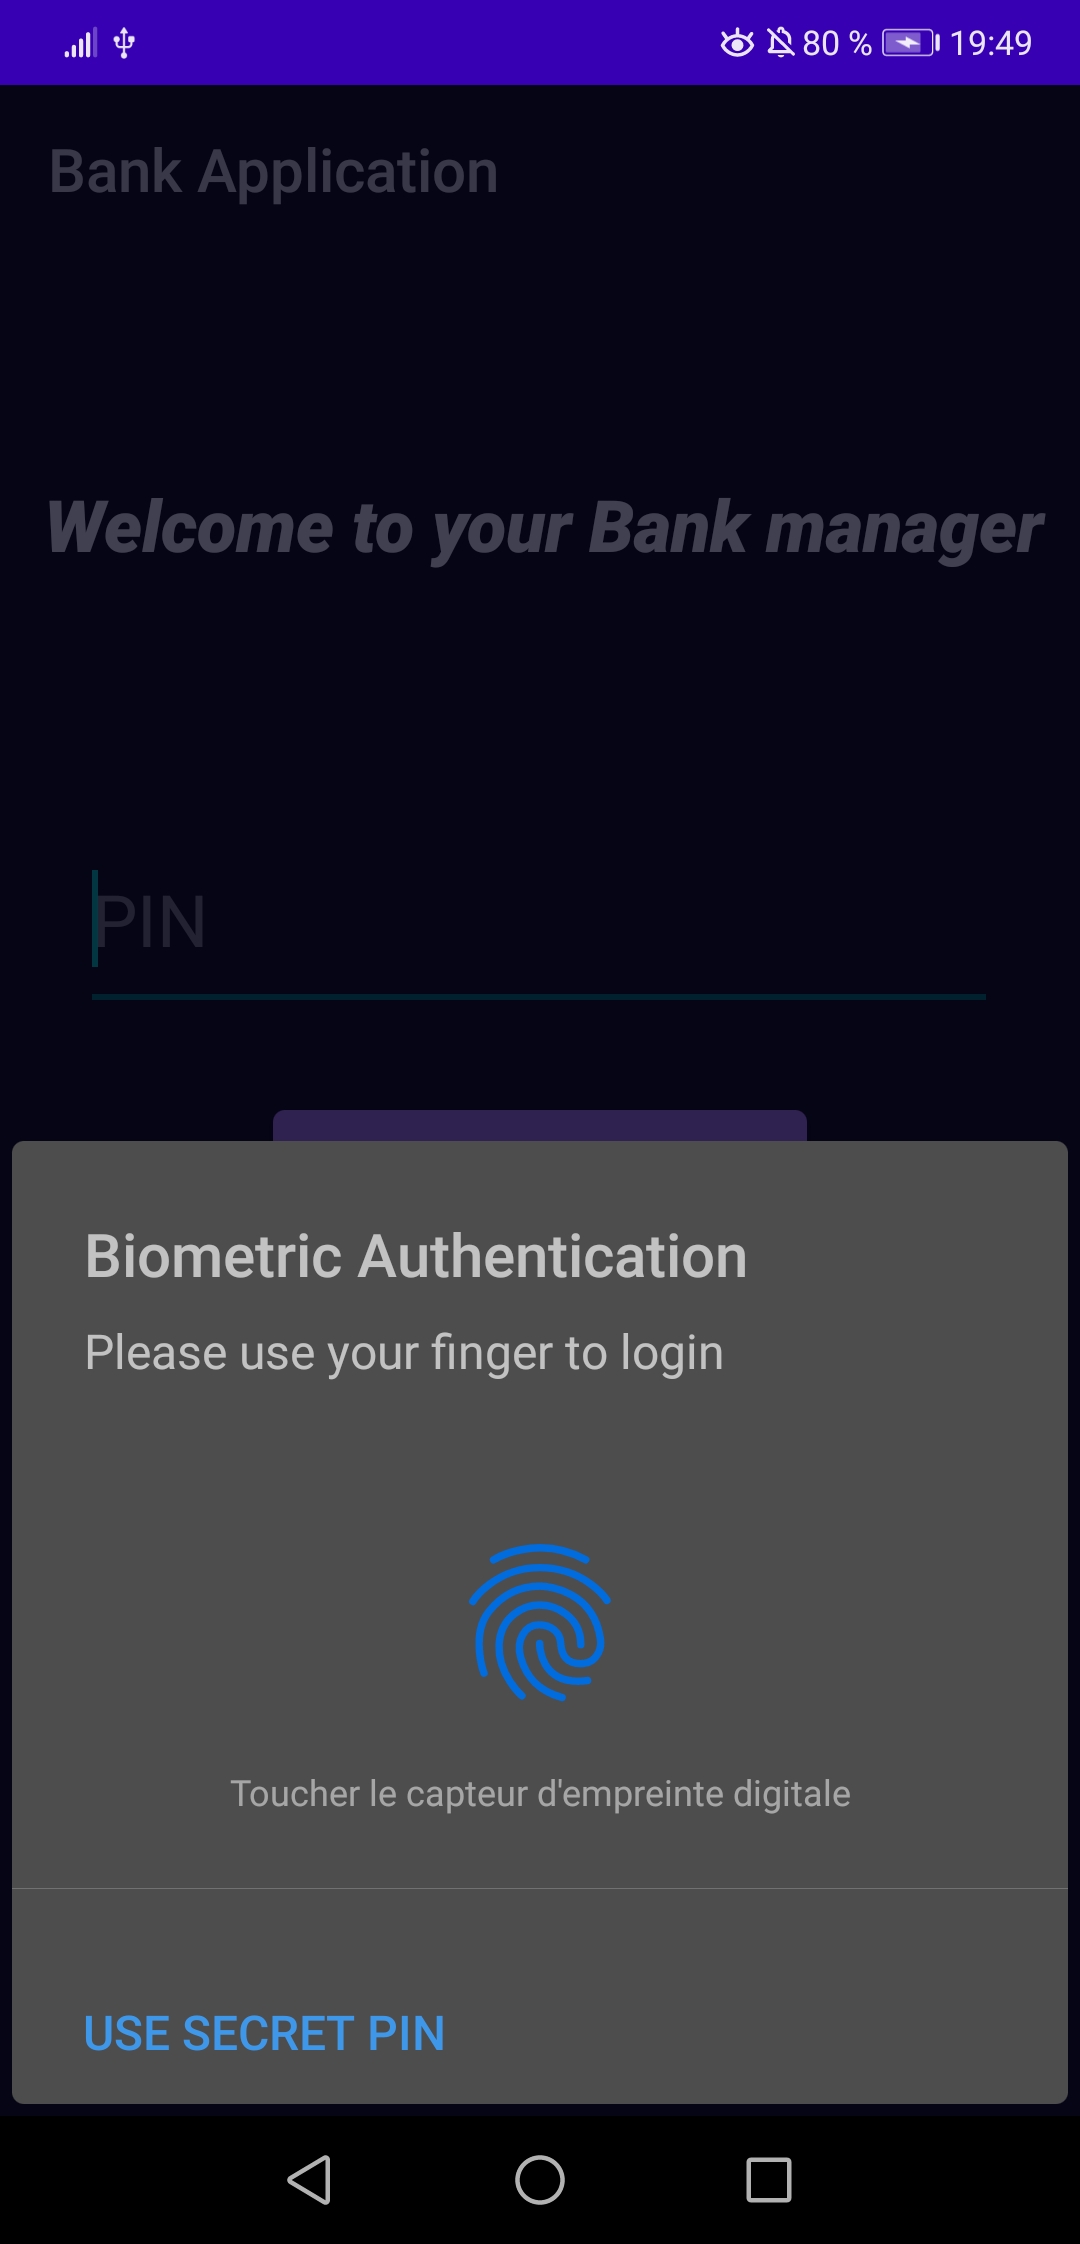 80 % 19:49
Bank Application
Welcome to your Bank manager
PIN
Biometric Authentication
Please use your finger to login
Toucher le capteur d'empreinte digitale
USE SECRET PIN